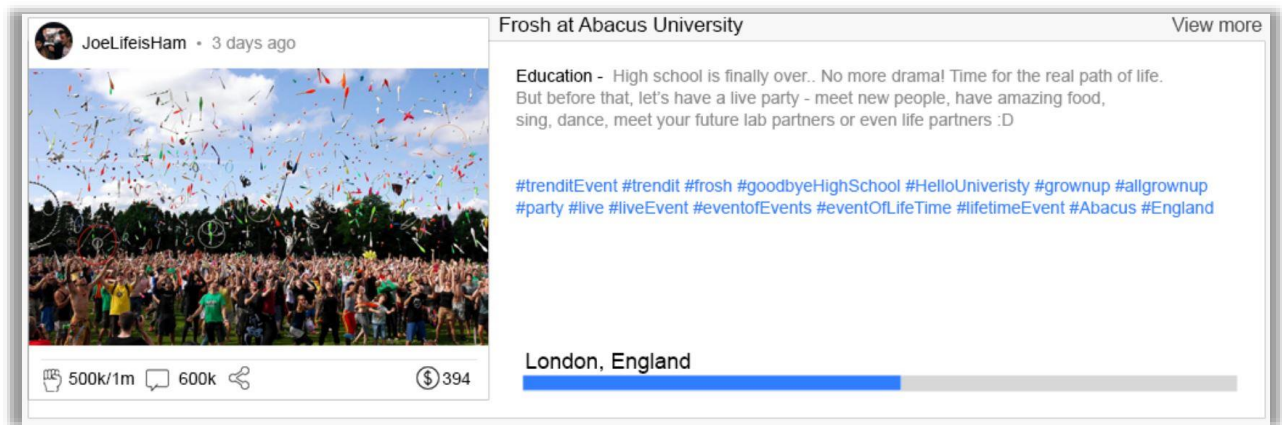 JoeLifeisHam • 3 days ago
500k/1m 600k $ 394
Frosh at Abacus University View more
Education - High school is finally over.. No more drama! Time for the real path of life.
But before that, let's have a live party - meet new people, have amazing food,
sing, dance, meet your future lab partners or even life partners :D
#trenditEvent #trendit #frosh #goodbyeHighSchool #HelloUniveristy #grownup #allgrownup
#party #live #liveEvent #eventofEvents #eventOfLifeTime #lifetimeEvent #Abacus #England
London, England